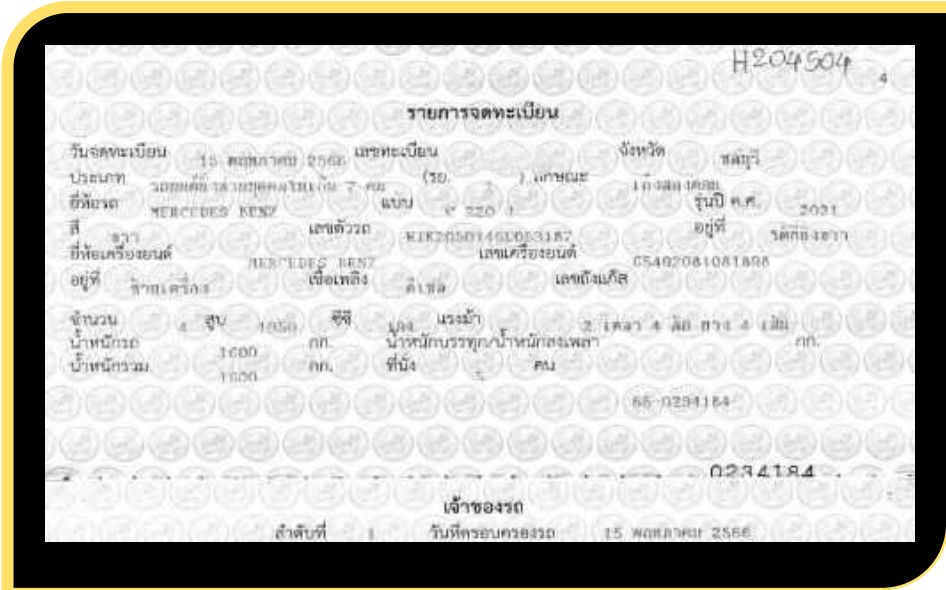 H204504
4
รายการจดทะเบียน
วันจดทะเบียน 15 พฤษภาคม 2566 เลขทะเบียน จังหวัด ชลบุรี
ประเภท รถยนต์นั่งส่วนบุคคลไม่เกิน 7 คน (รย. 1 ) ลักษณะ
ยี่ห้อรถ MERCEDES BENZ แบบ รุ่นปี ค.ศ. 2021
สี ขาว เลขตัวรถ อยู่ที่
ยี่ห้อเครื่องยนต์ MERCEDES BENZ เลขเครื่องยนต์
อยู่ที่ ซ้ายเครื่อง เชื้อเพลิง ดีเซล เลขถังแก๊ส
จำนวน 4 สูบ 1950 ซีซี แรงม้า 2 เพลา 4 ล้อ ยาง 4 เส้น
น้ำหนักรถ 1600 กก. น้ำหนักบรรทุก/น้ำหนักลงเพลา กก.
น้ำหนักรวม 1600 กก. ที่นั่ง 5 คน
0234184
เจ้าของรถ
ลำดับที่ 1 วันที่ครอบครองรถ 15 พฤษภาคม 2566